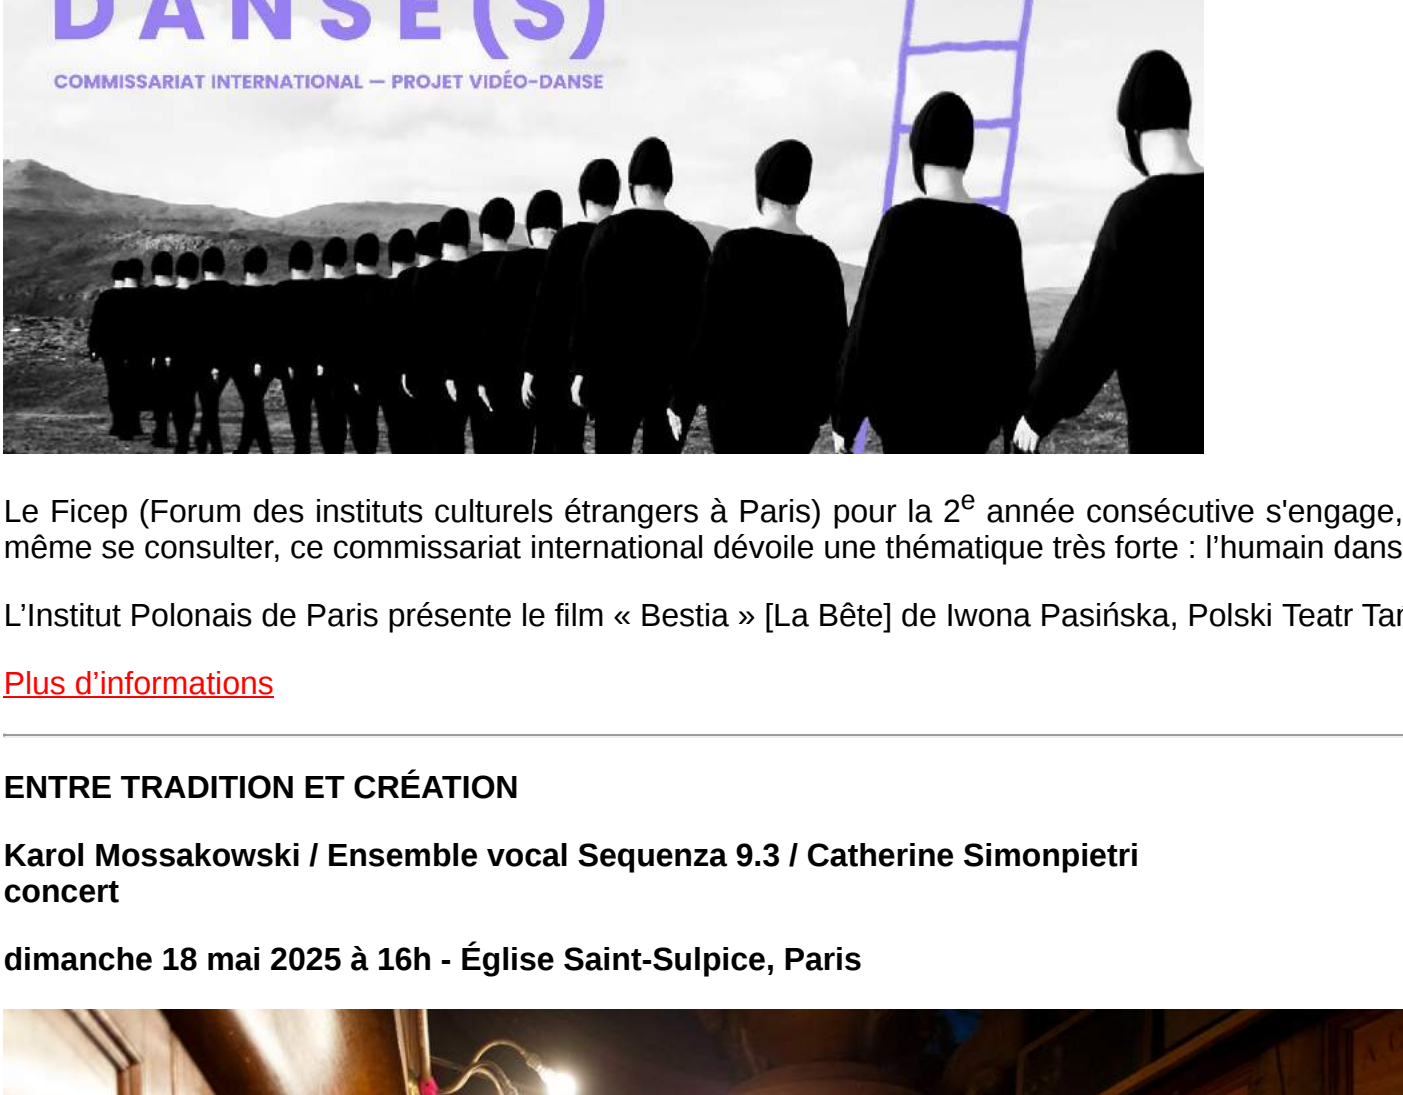 DANSE(S)
COMMISSARIAT INTERNATIONAL — PROJET VIDÉO-DANSE
Le Ficep (Forum des instituts culturels étrangers à Paris) pour la 2e année consécutive s'engage,
même se consulter, ce commissariat international dévoile une thématique très forte : l’humain dans
L’Institut Polonais de Paris présente le film « Bestia » [La Bête] de Iwona Pasińska, Polski Teatr
Plus d’informations
ENTRE TRADITION ET CRÉATION
Karol Mossakowski / Ensemble vocal Sequenza 9.3 / Catherine Simonpietri
concert
dimanche 18 mai 2025 à 16h - Église Saint-Sulpice, Paris